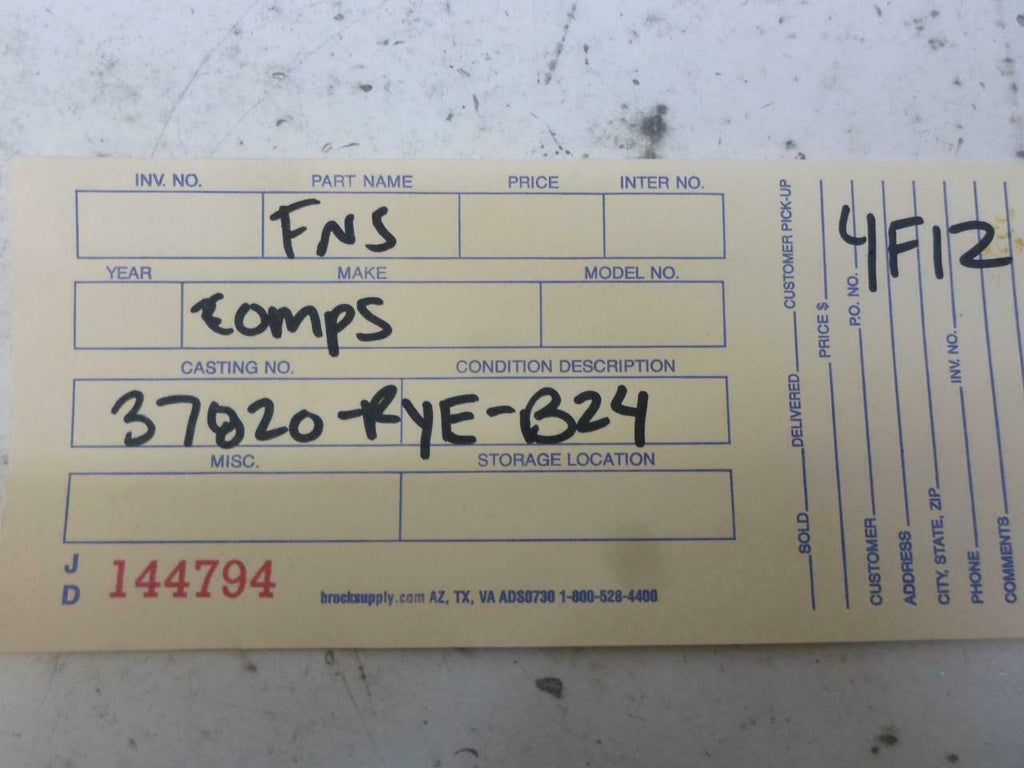 INV. NO. PART NAME PRICE INTER NO.
FNS
YEAR MAKE MODEL NO.
Comps
CASTING NO. CONDITION DESCRIPTION
37820-RYE-B24
MISC. STORAGE LOCATION
J D 144794
brocksupply.com AZ, TX, VA ADS0730 1-800-528-4400
SOLD DELIVERED CUSTOMER PICK-UP
PRICE $
P.O. NO.
CUSTOMER
ADDRESS
CITY, STATE, ZIP
INV. NO.
PHONE
COMMENTS
4F12